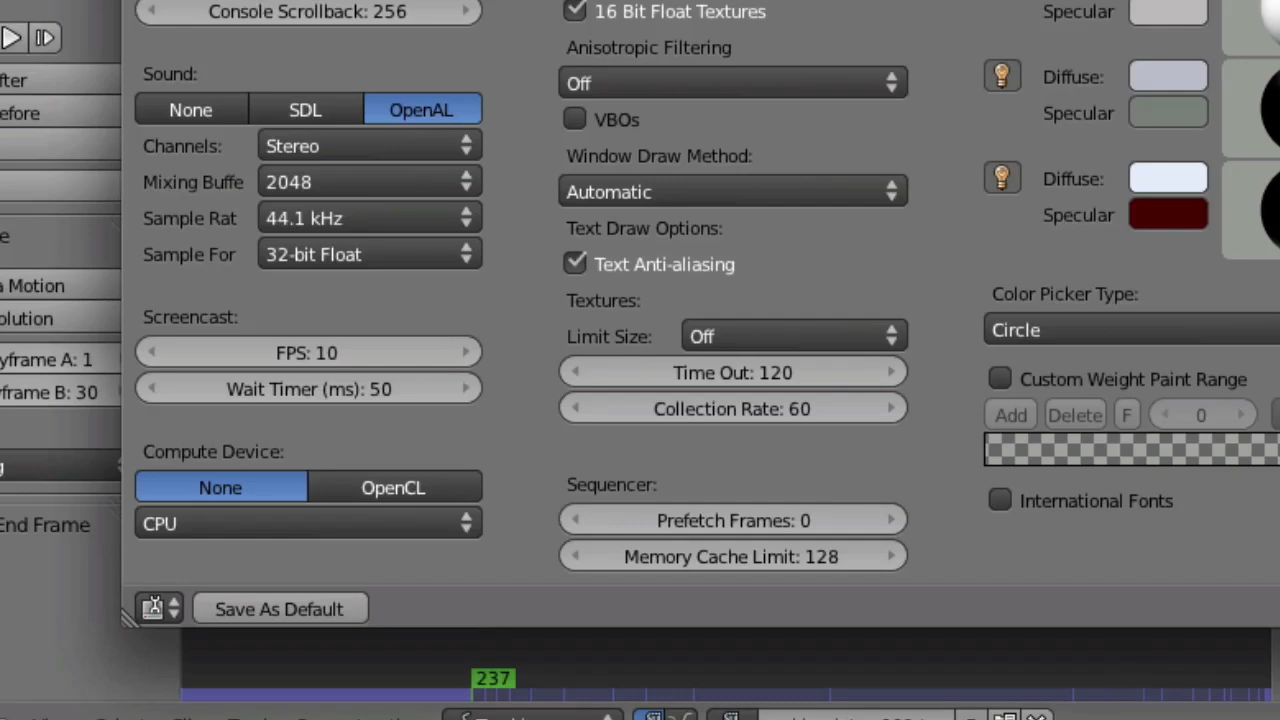 Console Scrollback: 256
Sound:
None
SDL
OpenAL
Channels:
Stereo
Mixing Buffe
2048
Sample Rat
44.1 kHz
Sample For
32-bit Float
Screencast:
FPS: 10
Wait Timer (ms): 50
Compute Device:
None
OpenCL
CPU
16 Bit Float Textures
Anisotropic Filtering
Off
VBOs
Window Draw Method:
Automatic
Text Draw Options:
Text Anti-aliasing
Textures:
Limit Size:
Off
Time Out: 120
Collection Rate: 60
Sequencer:
Prefetch Frames: 0
Memory Cache Limit: 128
Specular
Diffuse:
Specular
Diffuse:
Specular
Color Picker Type:
Circle
Custom Weight Paint Range
Add
Delete
F
0
International Fonts
Save As Default
fter
efore
e
a Motion
olution
yframe A: 1
yframe B: 30
g
End Frame
237